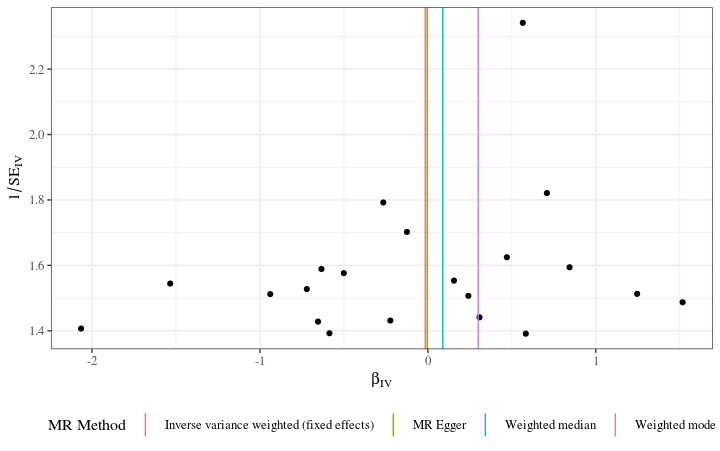 2.2
2.0
1.8
1.6
1.4
1/SE_IV
-2 -1 0 1
β_IV
MR Method Inverse variance weighted (fixed effects) MR Egger Weighted median Weighted mode